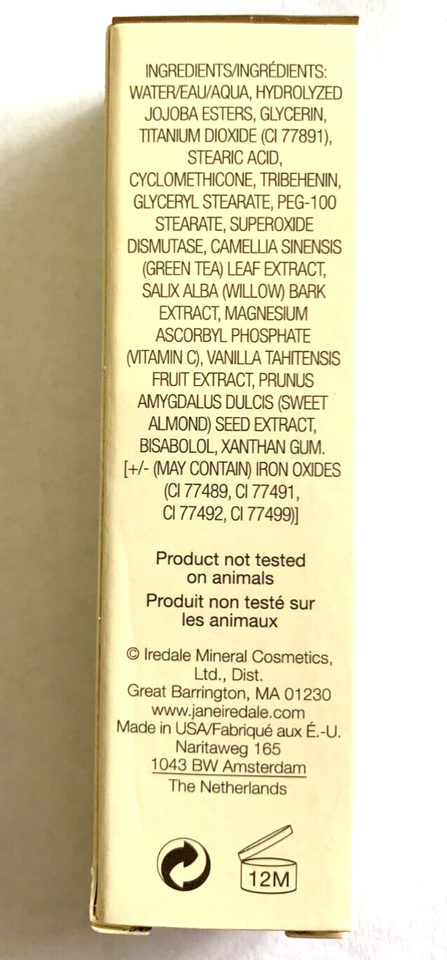 INGREDIENTS/INGRÉDIENTS:
WATER/EAU/AQUA, HYDROLYZED
JOJOBA ESTERS, GLYCERIN,
TITANIUM DIOXIDE (CI 77891),
STEARIC ACID,
CYCLOMETHICONE, TRIBEHENIN,
GLYCERYL STEARATE, PEG-100
STEARATE, SUPEROXIDE
DISMUTASE, CAMELLIA SINENSIS
(GREEN TEA) LEAF EXTRACT,
SALIX ALBA (WILLOW) BARK
EXTRACT, MAGNESIUM
ASCORBYL PHOSPHATE
(VITAMIN C), VANILLA TAHITENSIS
FRUIT EXTRACT, PRUNUS
AMYGDALUS DULCIS (SWEET
ALMOND) SEED EXTRACT,
BISABOLOL, XANTHAN GUM.
[+/- (MAY CONTAIN) IRON OXIDES
(CI 77489, CI 77491,
CI 77492, CI 77499)]
Product not tested
on animals
Produit non testé sur
les animaux
© Iredale Mineral Cosmetics,
Ltd., Dist.
Great Barrington, MA 01230
www.janeiredale.com
Made in USA/Fabriqué aux É.-U.
Naritaweg 165
1043 BW Amsterdam
The Netherlands
12M